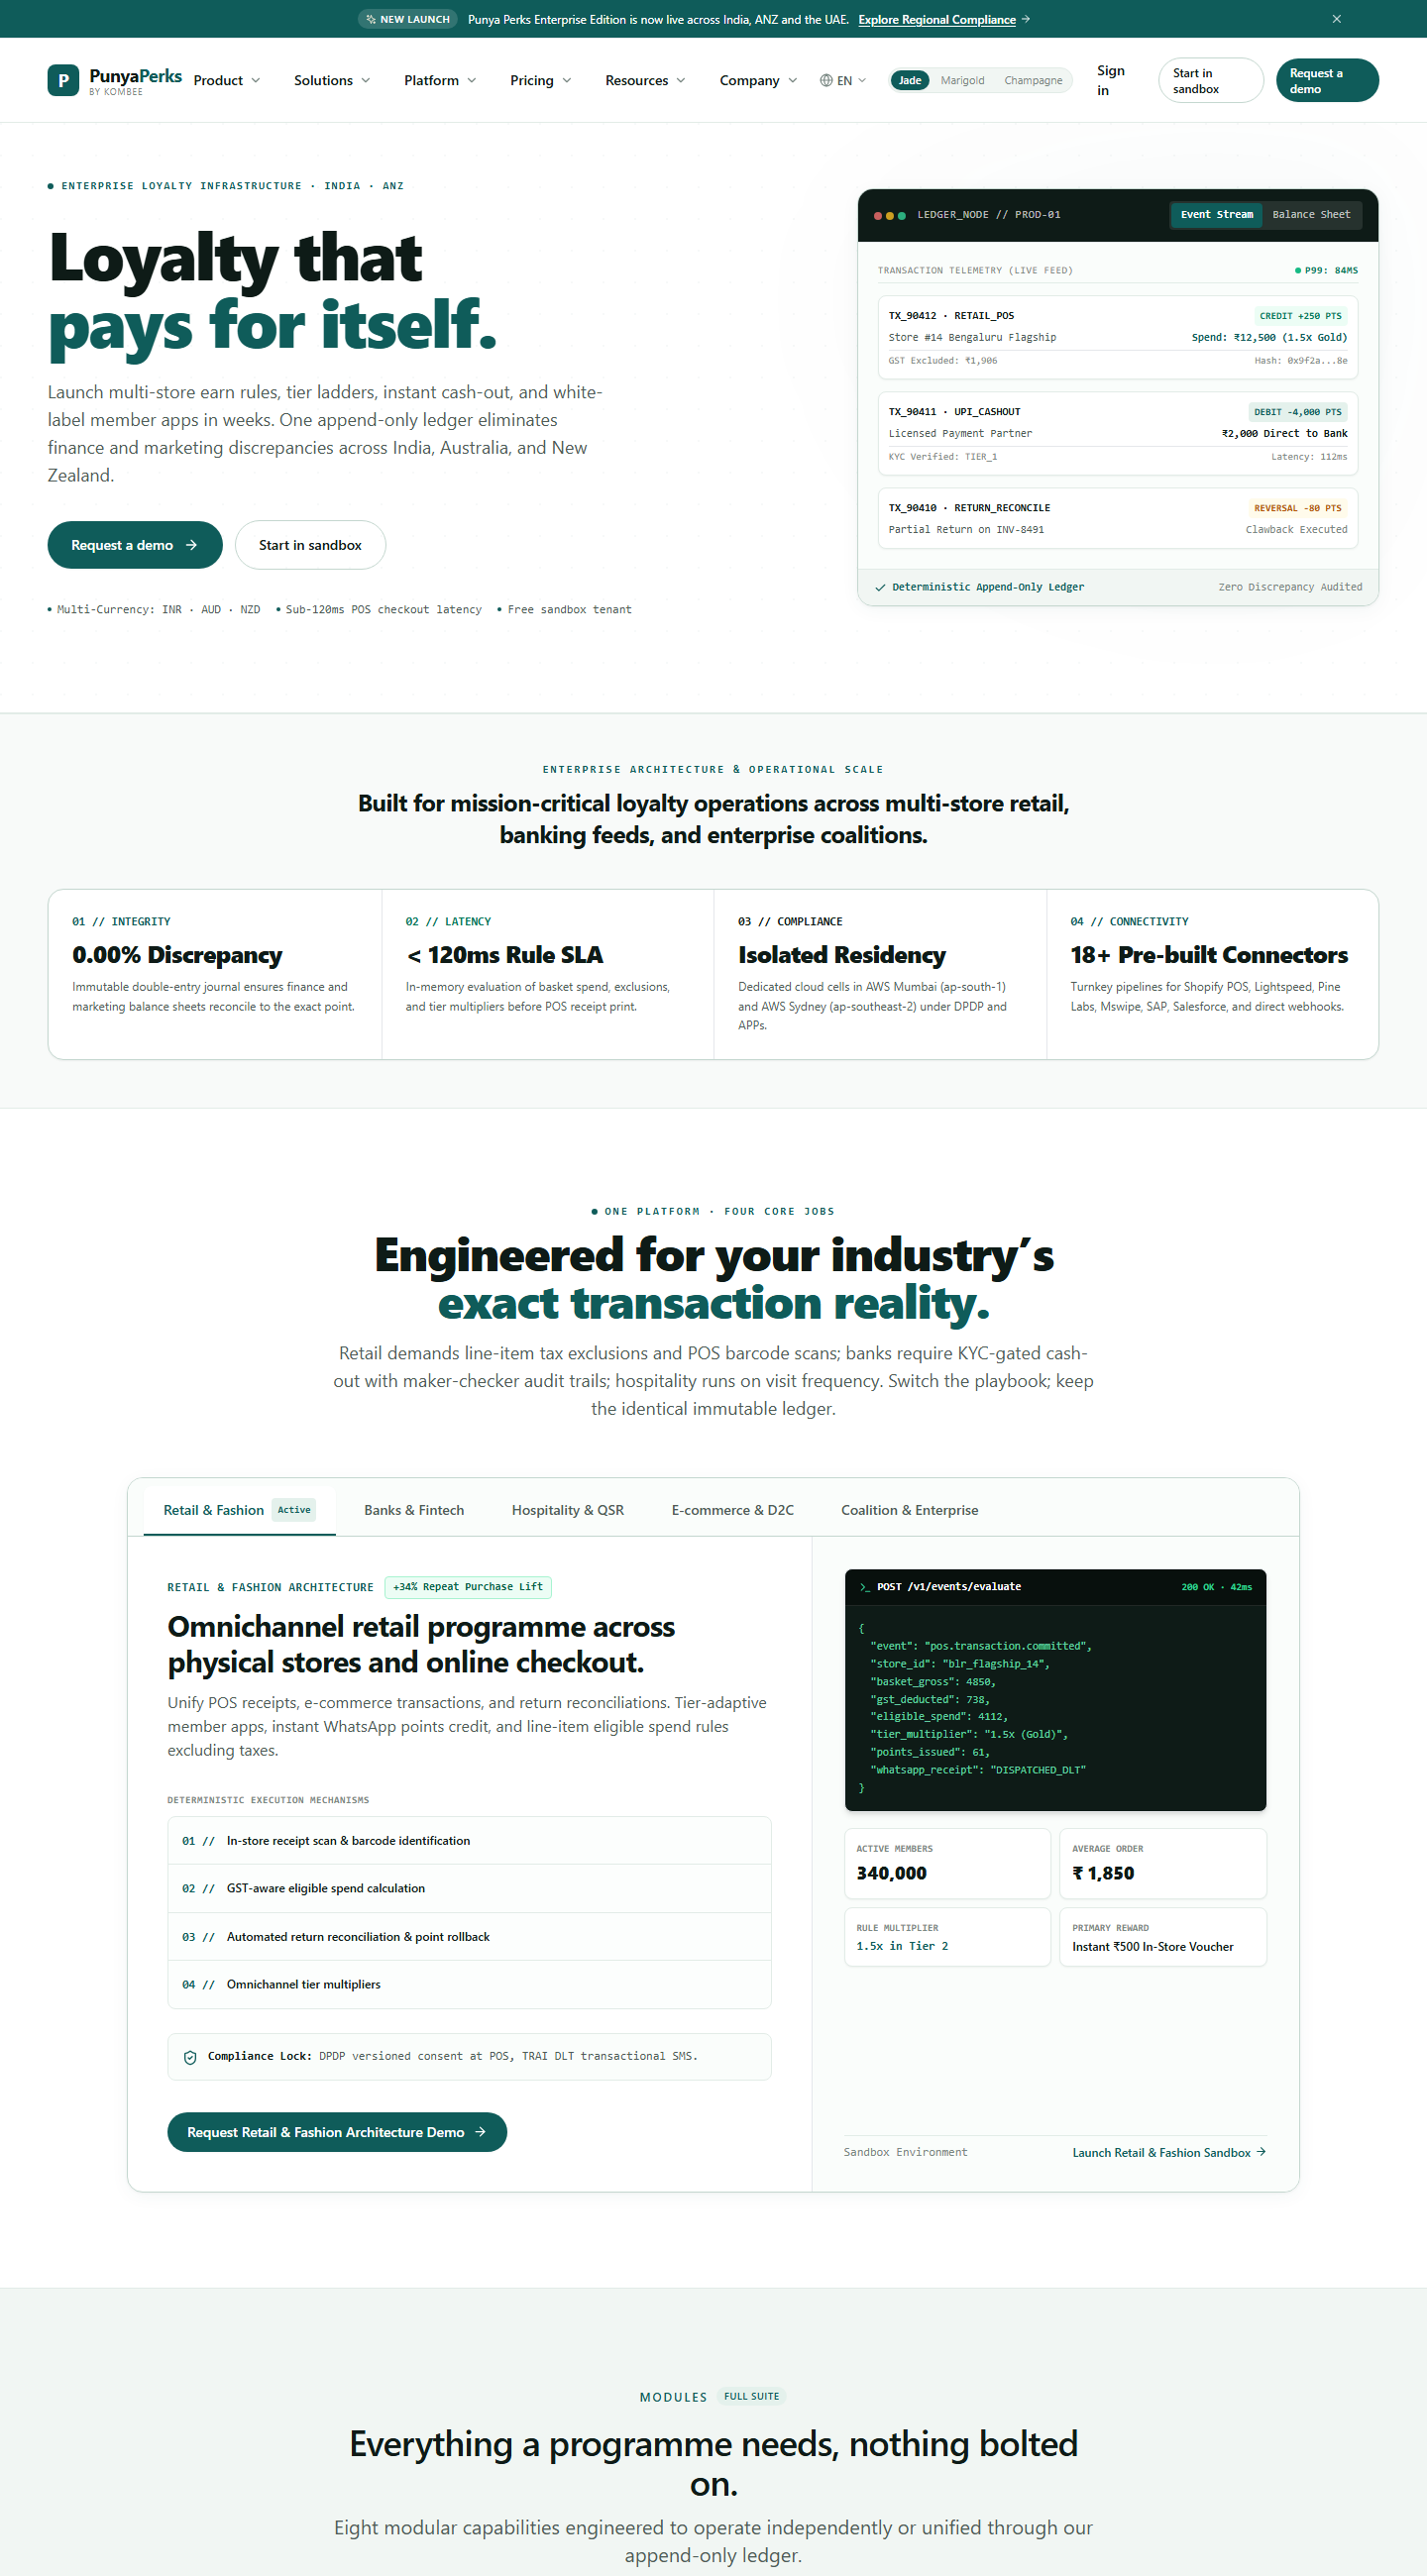 NEW LAUNCH Punya Perks Enterprise Edition is now live across India, ANZ and the UAE. Explore Regional Compliance → ×
P PunyaPerks
BY KOMBEE
Product Solutions Platform Pricing Resources Company EN Jade Marigold Champagne
Sign in
Start in sandbox
Request a demo
ENTERPRISE LOYALTY INFRASTRUCTURE · INDIA · ANZ
Loyalty that
pays for itself.
Launch multi-store earn rules, tier ladders, instant cash-out, and white-
label member apps in weeks. One append-only ledger eliminates
finance and marketing discrepancies across India, Australia, and New
Zealand.
Request a demo →
Start in sandbox
Multi-Currency: INR · AUD · NZD
Sub-120ms POS checkout latency
Free sandbox tenant
LEDGER_NODE // PROD-01
Event Stream Balance Sheet
TRANSACTION TELEMETRY (LIVE FEED) P99: 84MS
TX_90412 · RETAIL_POS CREDIT +250 PTS
Store #14 Bengaluru Flagship Spend: ₹12,500 (1.5x Gold)
GST Excluded: ₹1,906 Hash: 0x9f2a...8e
TX_90411 · UPI_CASHOUT DEBIT -4,000 PTS
Licensed Payment Partner ₹2,000 Direct to Bank
KYC Verified: TIER_1 Latency: 112ms
TX_90410 · RETURN_RECONCILE REVERSAL -80 PTS
Partial Return on INV-8491 Clawback Executed
Deterministic Append-Only Ledger Zero Discrepancy Audited
ENTERPRISE ARCHITECTURE & OPERATIONAL SCALE
Built for mission-critical loyalty operations across multi-store retail,
banking feeds, and enterprise coalitions.
01 // INTEGRITY
0.00% Discrepancy
Immutable double-entry journal ensures finance and
marketing balance sheets reconcile to the exact point.
02 // LATENCY
< 120ms Rule SLA
In-memory evaluation of basket spend, exclusions,
and tier multipliers before POS receipt print.
03 // COMPLIANCE
Isolated Residency
Dedicated cloud cells in AWS Mumbai (ap-south-1)
and AWS Sydney (ap-southeast-2) under DPDP and
APPs.
04 // CONNECTIVITY
18+ Pre-built Connectors
Turnkey pipelines for Shopify POS, Lightspeed, Pine
Labs, Mswipe, SAP, Salesforce, and direct webhooks.
ONE PLATFORM · FOUR CORE JOBS
Engineered for your industry’s
exact transaction reality.
Retail demands line-item tax exclusions and POS barcode scans; banks require KYC-gated cash-
out with maker-checker audit trails; hospitality runs on visit frequency. Switch the playbook; keep
the identical immutable ledger.
Retail & Fashion Active Banks & Fintech Hospitality & QSR E-commerce & D2C Coalition & Enterprise
RETAIL & FASHION ARCHITECTURE +34% Repeat Purchase Lift
Omnichannel retail programme across
physical stores and online checkout.
Unify POS receipts, e-commerce transactions, and return reconciliations. Tier-adaptive
member apps, instant WhatsApp points credit, and line-item eligible spend rules
excluding taxes.
DETERMINISTIC EXECUTION MECHANISMS
01 // In-store receipt scan & barcode identification
02 // GST-aware eligible spend calculation
03 // Automated return reconciliation & point rollback
04 // Omnichannel tier multipliers
Compliance Lock: DPDP versioned consent at POS, TRAI DLT transactional SMS.
Request Retail & Fashion Architecture Demo →
POST /v1/events/evaluate 200 OK · 42ms
{
"event": "pos.transaction.committed",
"store_id": "blr_flagship_14",
"basket_gross": 4850,
"gst_deducted": 738,
"eligible_spend": 4112,
"tier_multiplier": "1.5x (Gold)",
"points_issued": 61,
"whatsapp_receipt": "DISPATCHED_DLT"
}
ACTIVE MEMBERS
340,000
AVERAGE ORDER
₹ 1,850
RULE MULTIPLIER
1.5x in Tier 2
PRIMARY REWARD
Instant ₹500 In-Store Voucher
Sandbox Environment Launch Retail & Fashion Sandbox →
MODULES FULL SUITE
Everything a programme needs, nothing bolted
on.
Eight modular capabilities engineered to operate independently or unified through our
append-only ledger.